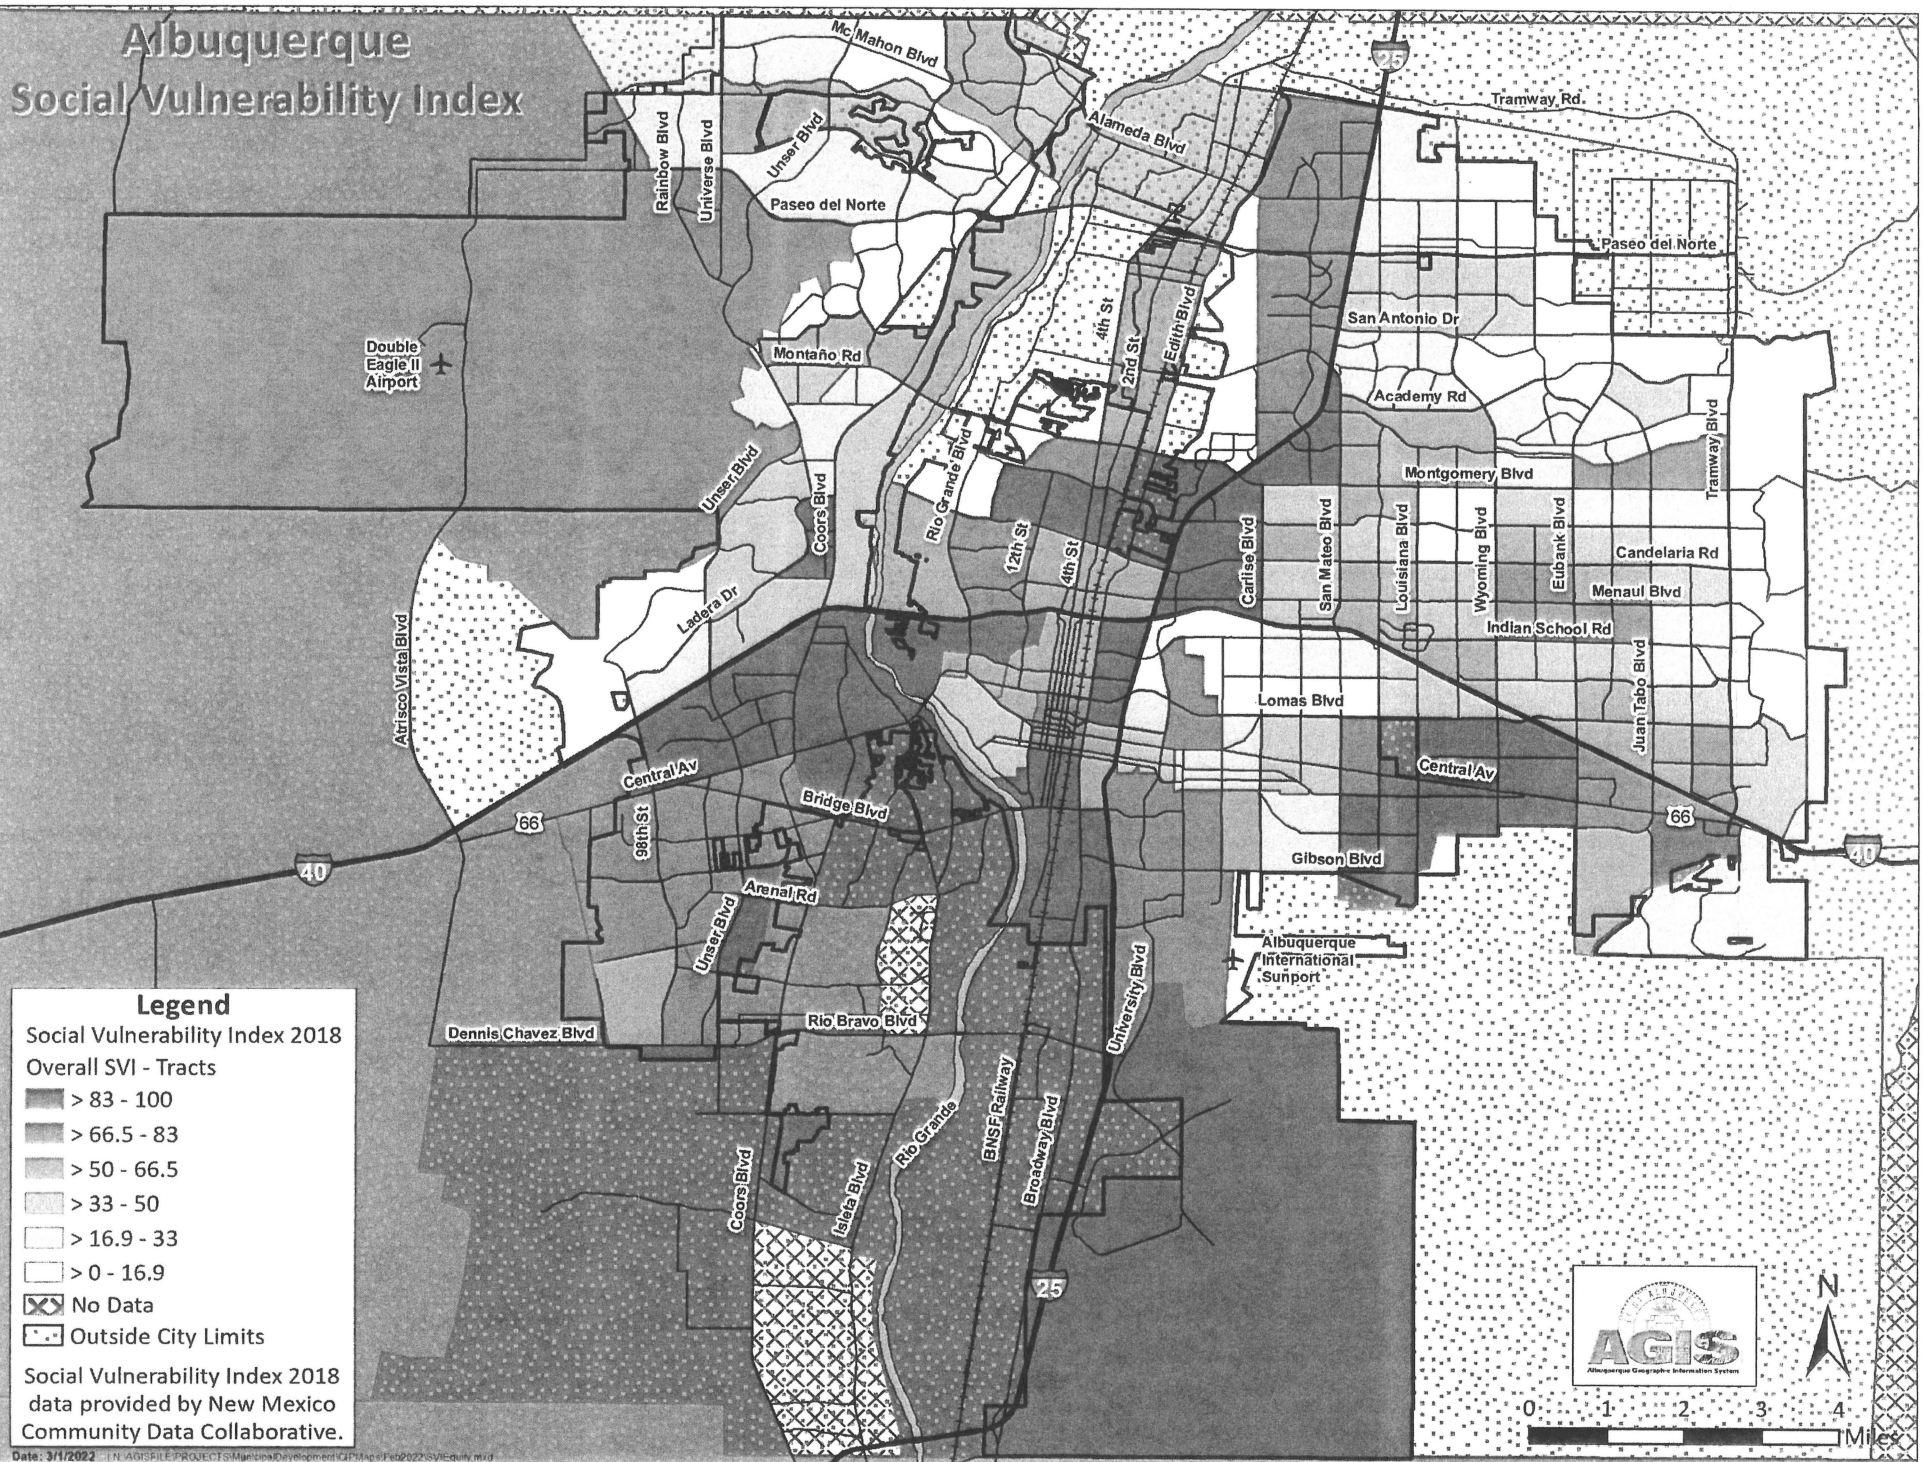 Albuquerque
Social Vulnerability Index
Mc Mahon Blvd
25
Tramway Rd
Alameda Blvd
Rainbow Blvd
Universe Blvd
Unser Blvd
Paseo del Norte
Paseo del Norte
4th St
2nd St
Edith Blvd
San Antonio Dr
Double
Eagle II
Airport
Montaño Rd
Academy Rd
Tramway Blvd
Rio Grande Blvd
Unser Blvd
Coors Blvd
Montgomery Blvd
12th St
4th St
Carlise Blvd
San Mateo Blvd
Louisiana Blvd
Wyoming Blvd
Eubank Blvd
Candelaria Rd
Menaul Blvd
Ladera Dr
Indian School Rd
Atrisco Vista Blvd
Lomas Blvd
Juan Tabo Blvd
Central Av
Central Av
Bridge Blvd
66
98th St
66
40
Gibson Blvd
40
Arenal Rd
Unser Blvd
Albuquerque
International
Sunport
University Blvd
Rio Bravo Blvd
Dennis Chavez Blvd
BNSF Railway
Broadway Blvd
Rio Grande
Coors Blvd
Isleta Blvd
25
Legend
Social Vulnerability Index 2018
Overall SVI - Tracts
> 83 - 100
> 66.5 - 83
> 50 - 66.5
> 33 - 50
> 16.9 - 33
> 0 - 16.9
No Data
Outside City Limits
Social Vulnerability Index 2018
data provided by New Mexico
Community Data Collaborative.
Date: 3/1/2022
N
AGIS
Albuquerque Geographic Information System
0 1 2 3 4
Miles